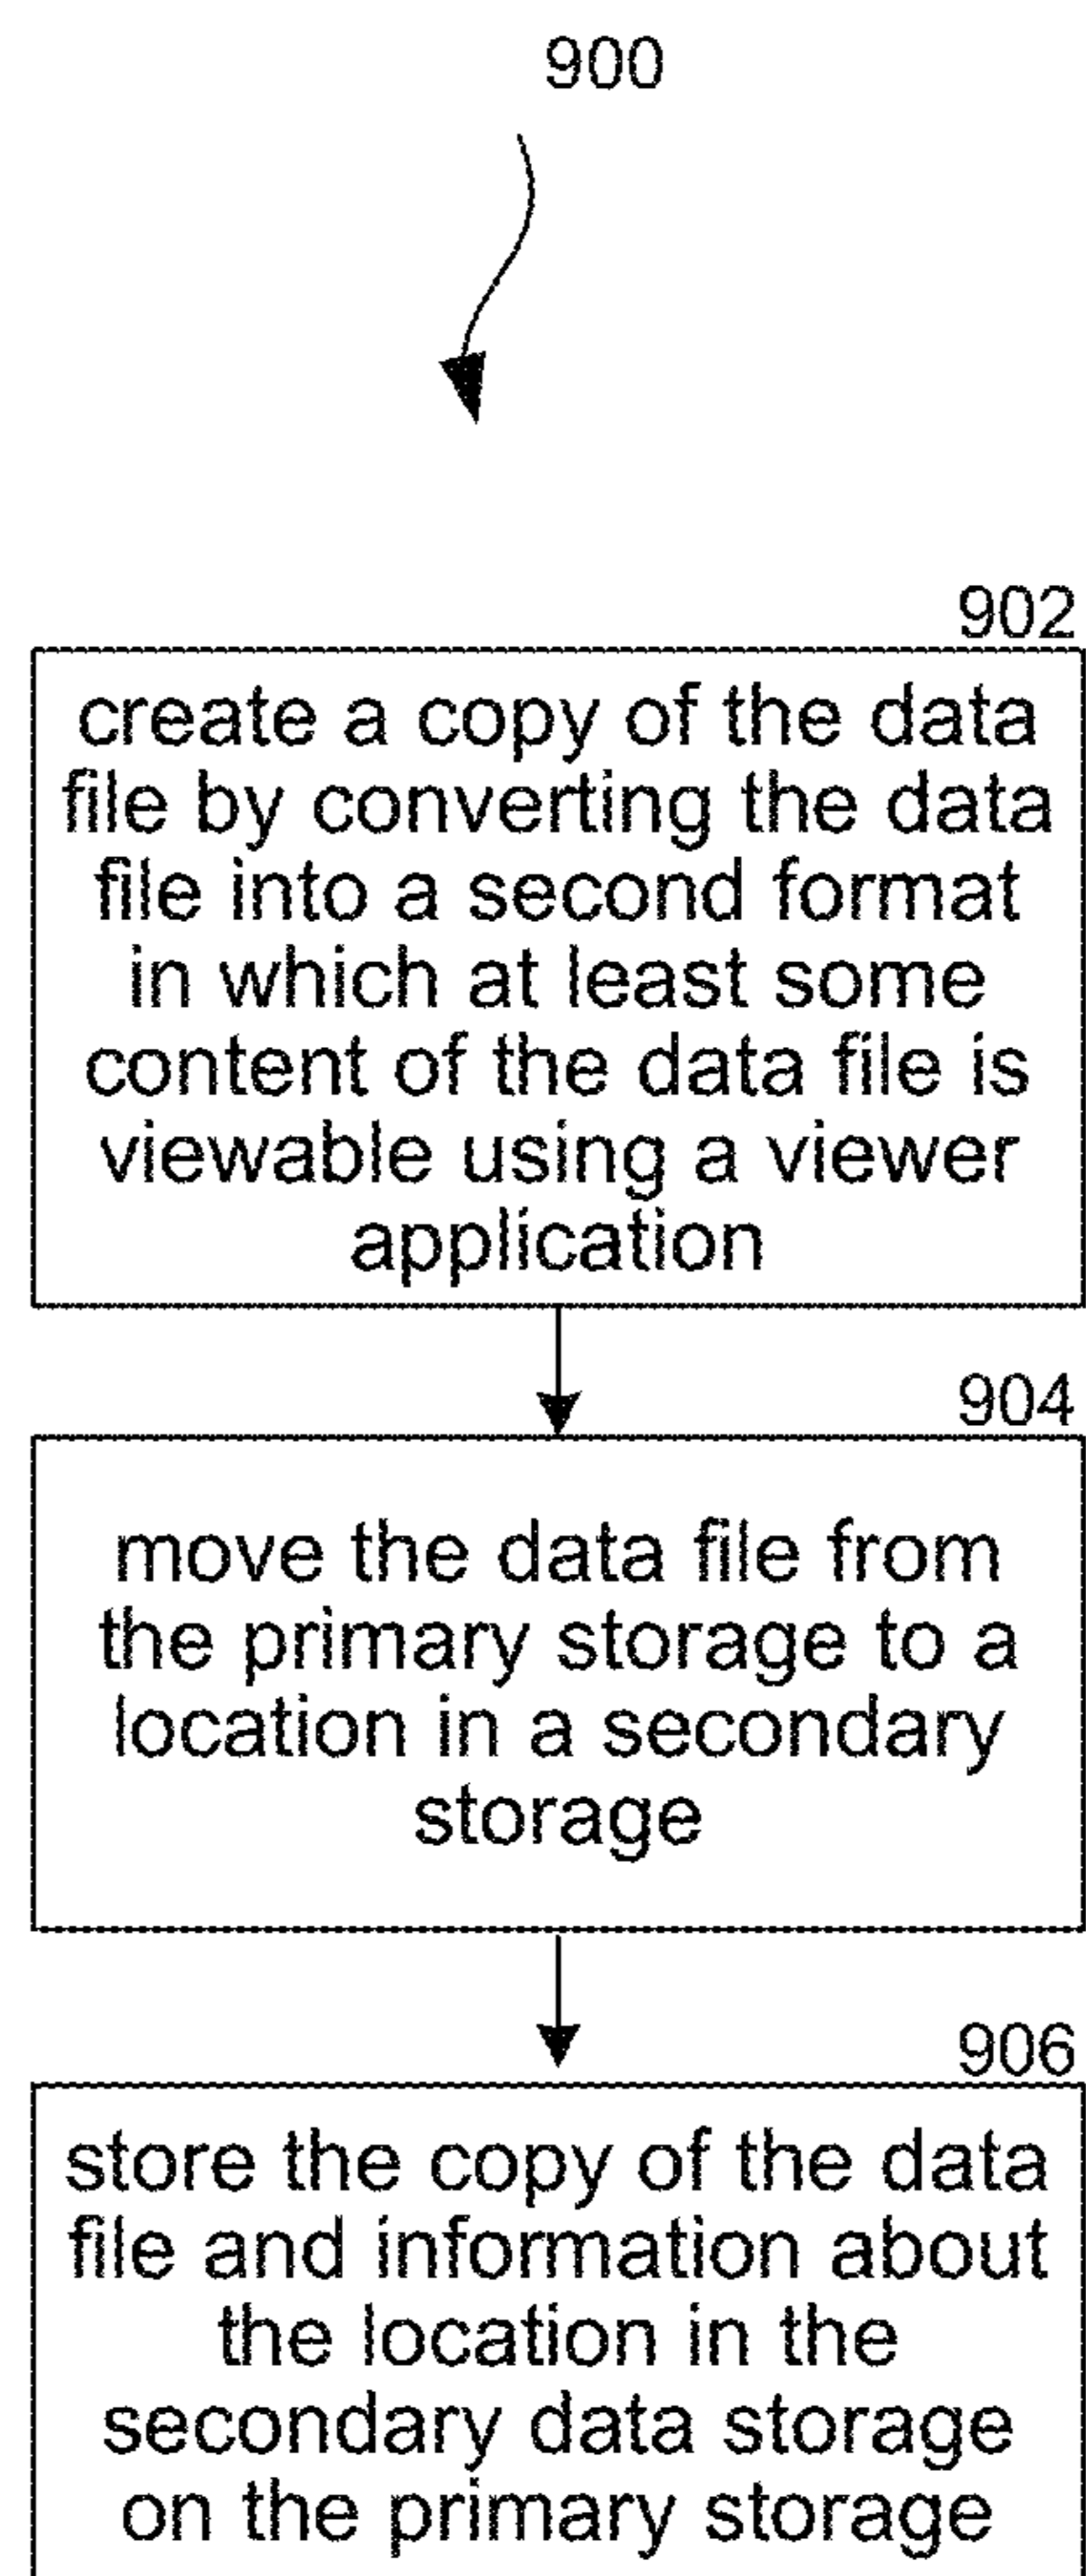 900
902
create a copy of the data
file by converting the data
file into a second format
in which at least some
content of the data file is
viewable using a viewer
application
904
move the data file from
the primary storage to a
location in a secondary
storage
906
store the copy of the data
file and information about
the location in the
secondary data storage
on the primary storage